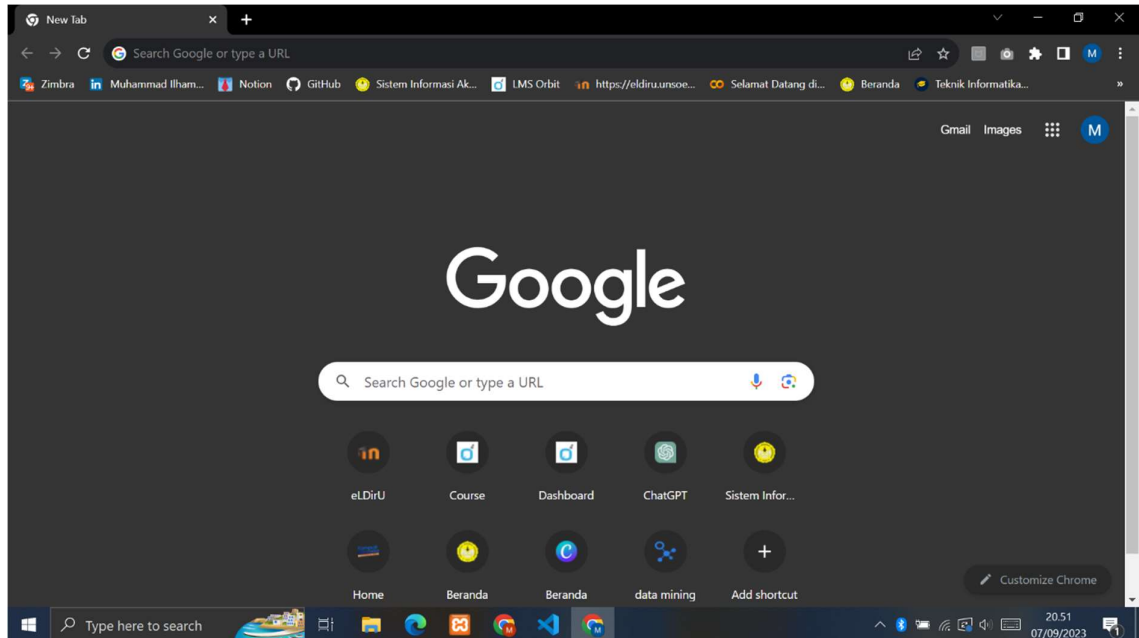 New Tab
Search Google or type a URL
M
Zimbra Muhammad Ilham... Notion GitHub Sistem Informasi Ak... LMS Orbit https://eldiru.unsoe... Selamat Datang di... Beranda Teknik Informatika... »
Gmail Images M
Google
Search Google or type a URL
eLDirU Course Dashboard ChatGPT Sistem Infor...
Home Beranda Beranda data mining Add shortcut
Customize Chrome
Type here to search
20.51
07/09/2023
1